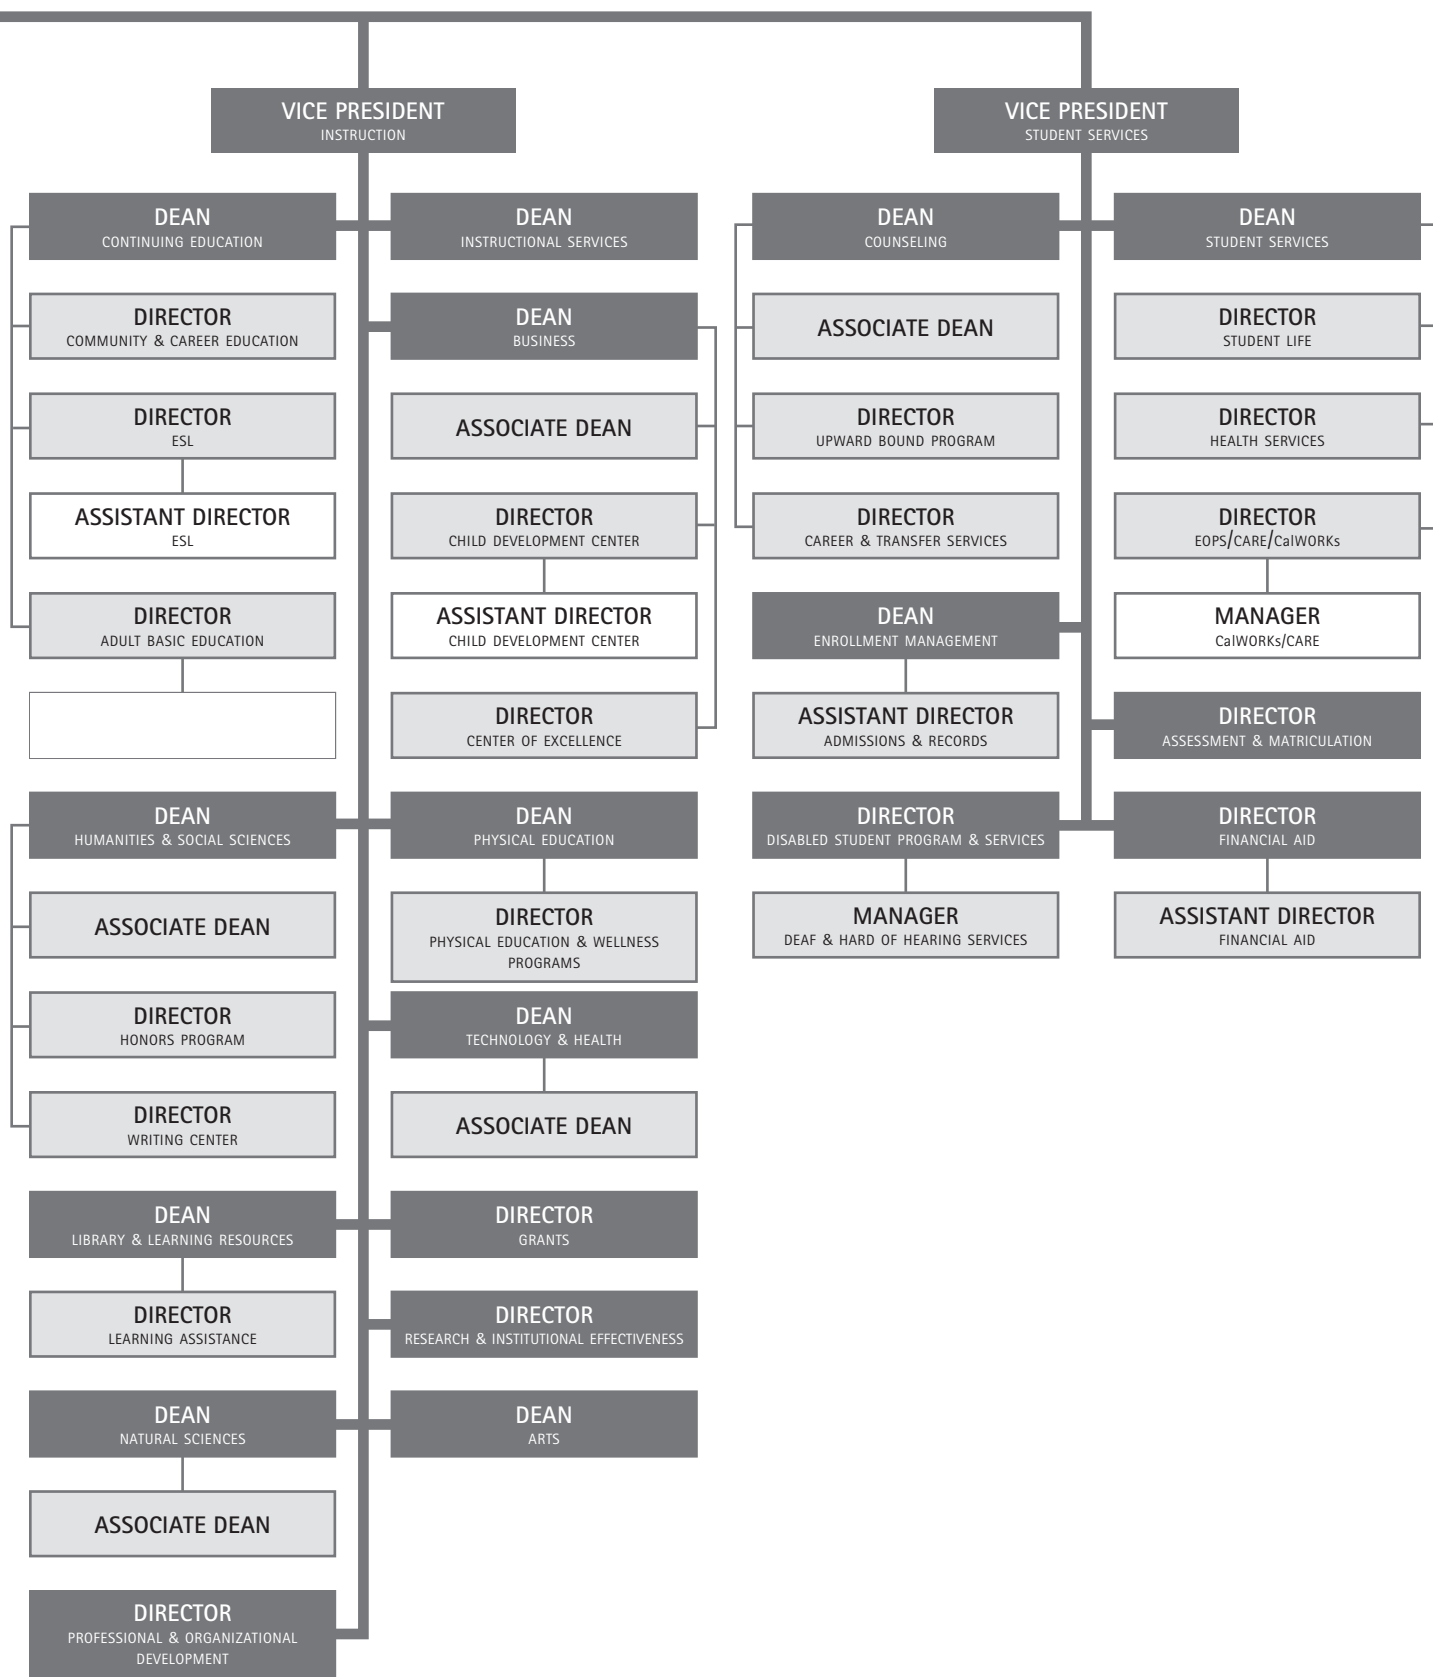 VICE PRESIDENT
INSTRUCTION
DEAN
CONTINUING EDUCATION
DIRECTOR
COMMUNITY & CAREER EDUCATION
DIRECTOR
ESL
ASSISTANT DIRECTOR
ESL
DIRECTOR
ADULT BASIC EDUCATION
DEAN
INSTRUCTIONAL SERVICES
DEAN
BUSINESS
ASSOCIATE DEAN
DIRECTOR
CHILD DEVELOPMENT CENTER
ASSISTANT DIRECTOR
CHILD DEVELOPMENT CENTER
DIRECTOR
CENTER OF EXCELLENCE
DEAN
HUMANITIES & SOCIAL SCIENCES
ASSOCIATE DEAN
DIRECTOR
HONORS PROGRAM
DIRECTOR
WRITING CENTER
DEAN
PHYSICAL EDUCATION
DIRECTOR
PHYSICAL EDUCATION & WELLNESS
PROGRAMS
DEAN
TECHNOLOGY & HEALTH
ASSOCIATE DEAN
DEAN
LIBRARY & LEARNING RESOURCES
DIRECTOR
LEARNING ASSISTANCE
DIRECTOR
GRANTS
DIRECTOR
RESEARCH & INSTITUTIONAL EFFECTIVENESS
DEAN
NATURAL SCIENCES
ASSOCIATE DEAN
DEAN
ARTS
DIRECTOR
PROFESSIONAL & ORGANIZATIONAL
DEVELOPMENT
VICE PRESIDENT
STUDENT SERVICES
DEAN
COUNSELING
ASSOCIATE DEAN
DIRECTOR
UPWARD BOUND PROGRAM
DIRECTOR
CAREER & TRANSFER SERVICES
DEAN
ENROLLMENT MANAGEMENT
ASSISTANT DIRECTOR
ADMISSIONS & RECORDS
DIRECTOR
DISABLED STUDENT PROGRAM & SERVICES
MANAGER
DEAF & HARD OF HEARING SERVICES
DEAN
STUDENT SERVICES
DIRECTOR
STUDENT LIFE
DIRECTOR
HEALTH SERVICES
DIRECTOR
EOPS/CARE/CalWORKs
MANAGER
CalWORKs/CARE
DIRECTOR
ASSESSMENT & MATRICULATION
DIRECTOR
FINANCIAL AID
ASSISTANT DIRECTOR
FINANCIAL AID